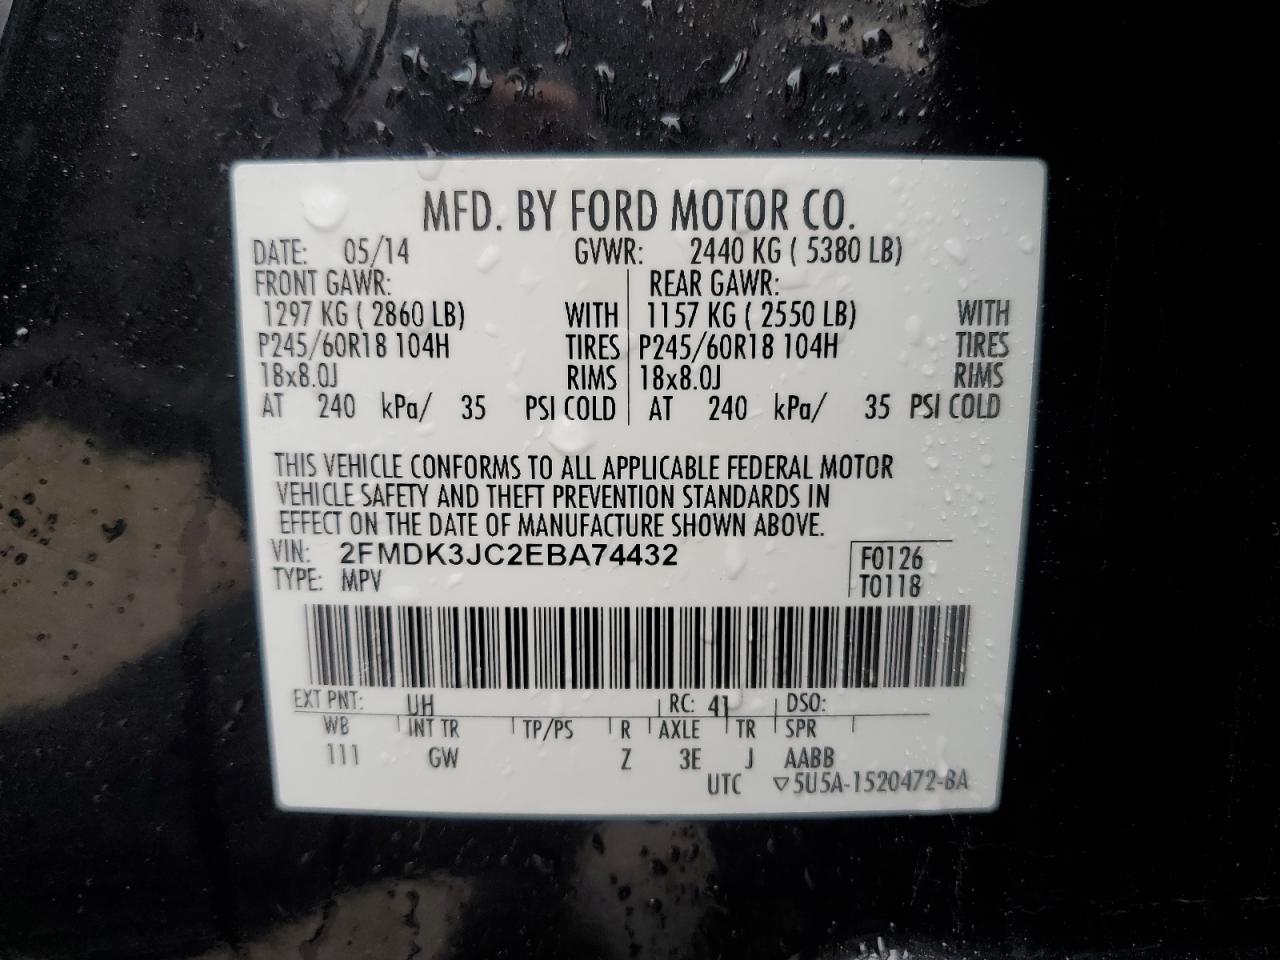 MFD. BY FORD MOTOR CO.
DATE: 05/14 GVWR: 2440 KG ( 5380 LB)
FRONT GAWR: REAR GAWR:
1297 KG ( 2860 LB) WITH 1157 KG ( 2550 LB) WITH
P245/60R18 104H TIRES P245/60R18 104H TIRES
18x8.0J RIMS 18x8.0J RIMS
AT 240 kPa/ 35 PSI COLD AT 240 kPa/ 35 PSI COLD
THIS VEHICLE CONFORMS TO ALL APPLICABLE FEDERAL MOTOR
VEHICLE SAFETY AND THEFT PREVENTION STANDARDS IN
EFFECT ON THE DATE OF MANUFACTURE SHOWN ABOVE.
VIN: 2FMDK3JC2EBA74432 F0126
TYPE: MPV T0118
EXT PNT: UH RC: 41 DSO:
WB INT TR TP/PS R AXLE TR SPR
111 GW Z 3E J AABB
UTC ▽5U5A-1520472-BA